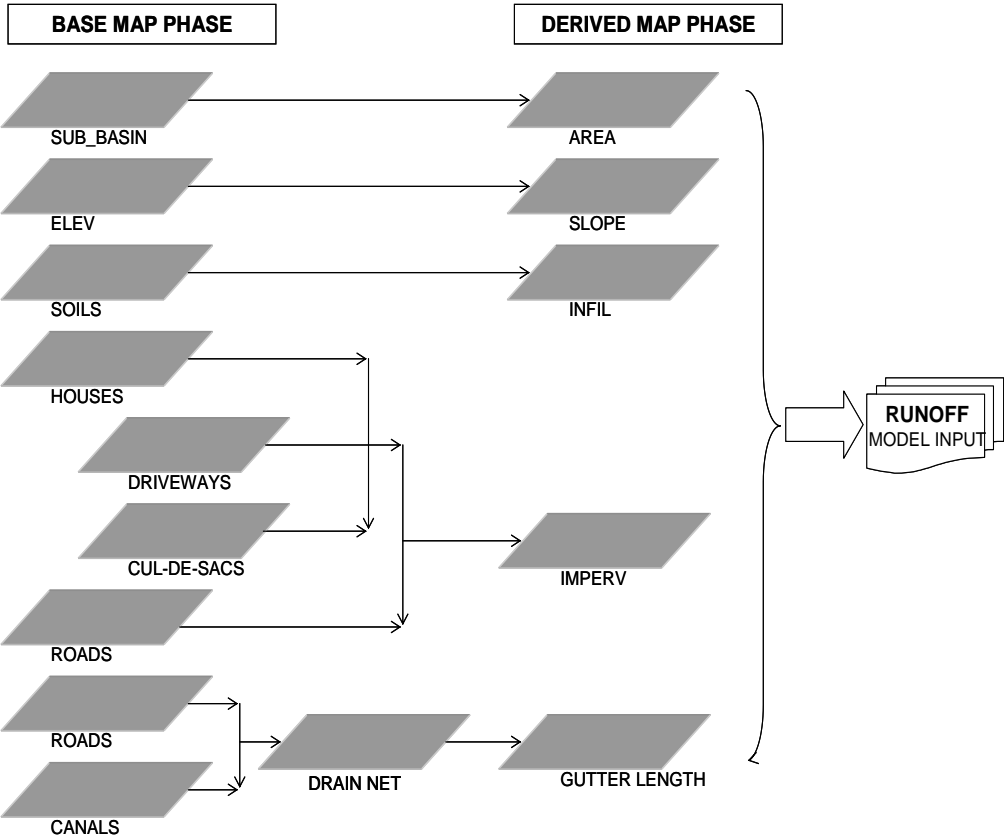 BASE MAP PHASE
DERIVED MAP PHASE
SUB_BASIN
AREA
ELEV
SLOPE
SOILS
INFIL
HOUSES
DRIVEWAYS
CUL-DE-SACS
IMPERV
ROADS
ROADS
DRAIN NET
GUTTER LENGTH
CANALS
RUNOFF
MODEL INPUT